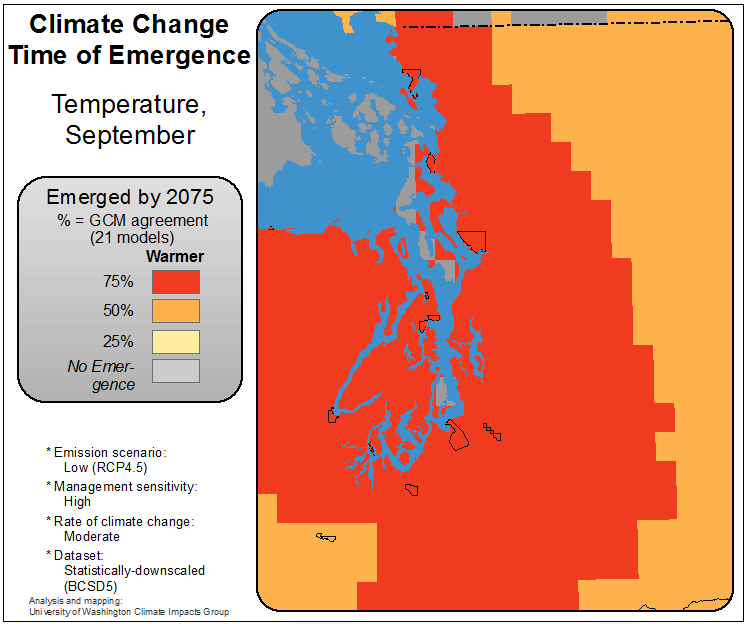 Climate Change
Time of Emergence
Temperature,
September
Emerged by 2075
% = GCM agreement
(21 models)
Warmer
75%
50%
25%
No Emer-
gence
* Emission scenario:
Low (RCP4.5)
* Management sensitivity:
High
* Rate of climate change:
Moderate
* Dataset:
Statistically-downscaled
(BCSD5)
Analysis and mapping:
University of Washington Climate Impacts Group